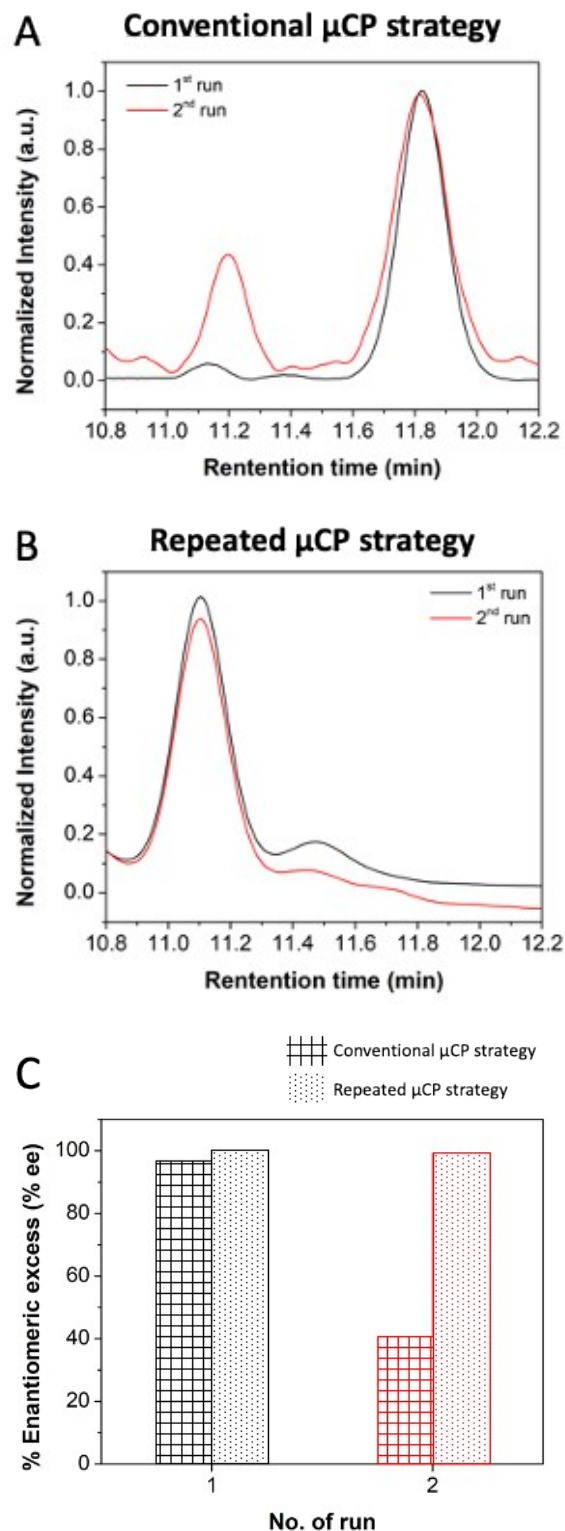 A
Conventional µCP strategy
1st run
2nd run
Normalized Intensity (a.u.)
1.0
0.8
0.6
0.4
0.2
0.0
10.8 11.0 11.2 11.4 11.6 11.8 12.0 12.2
Rentention time (min)
B
Repeated µCP strategy
1st run
2nd run
Normalized Intensity (a.u.)
1.0
0.8
0.6
0.4
0.2
0.0
10.8 11.0 11.2 11.4 11.6 11.8 12.0 12.2
Rentention time (min)
C
Conventional µCP strategy
Repeated µCP strategy
% Enantiomeric excess (% ee)
100
80
60
40
20
0
1 2
No. of run